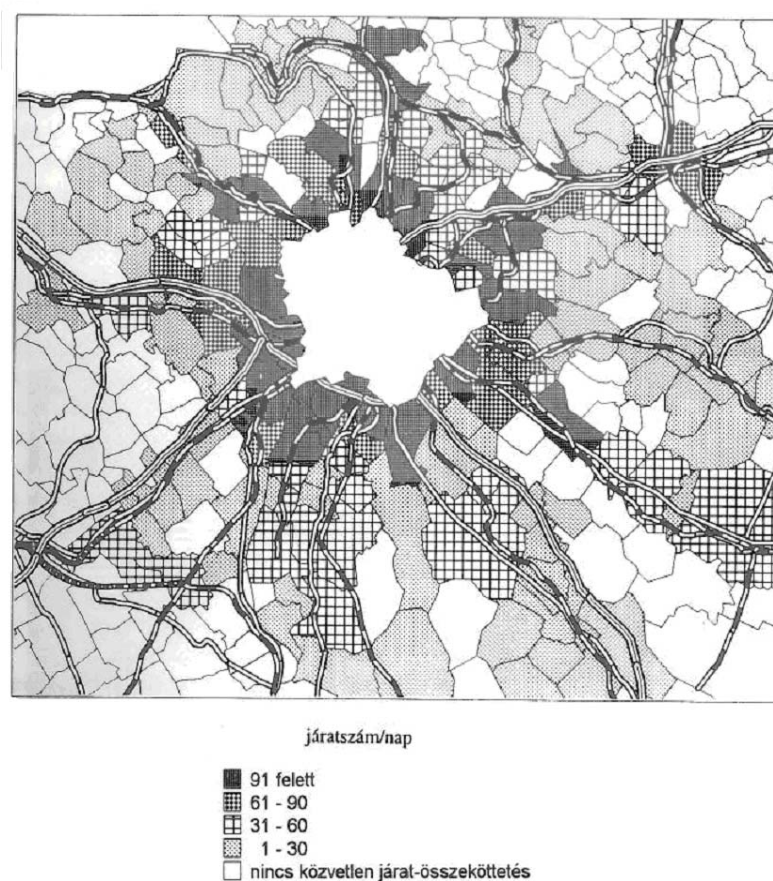 járatszám/nap
91 felett
61 - 90
31 - 60
1 - 30
nincs közvetlen járat-összeköttetés